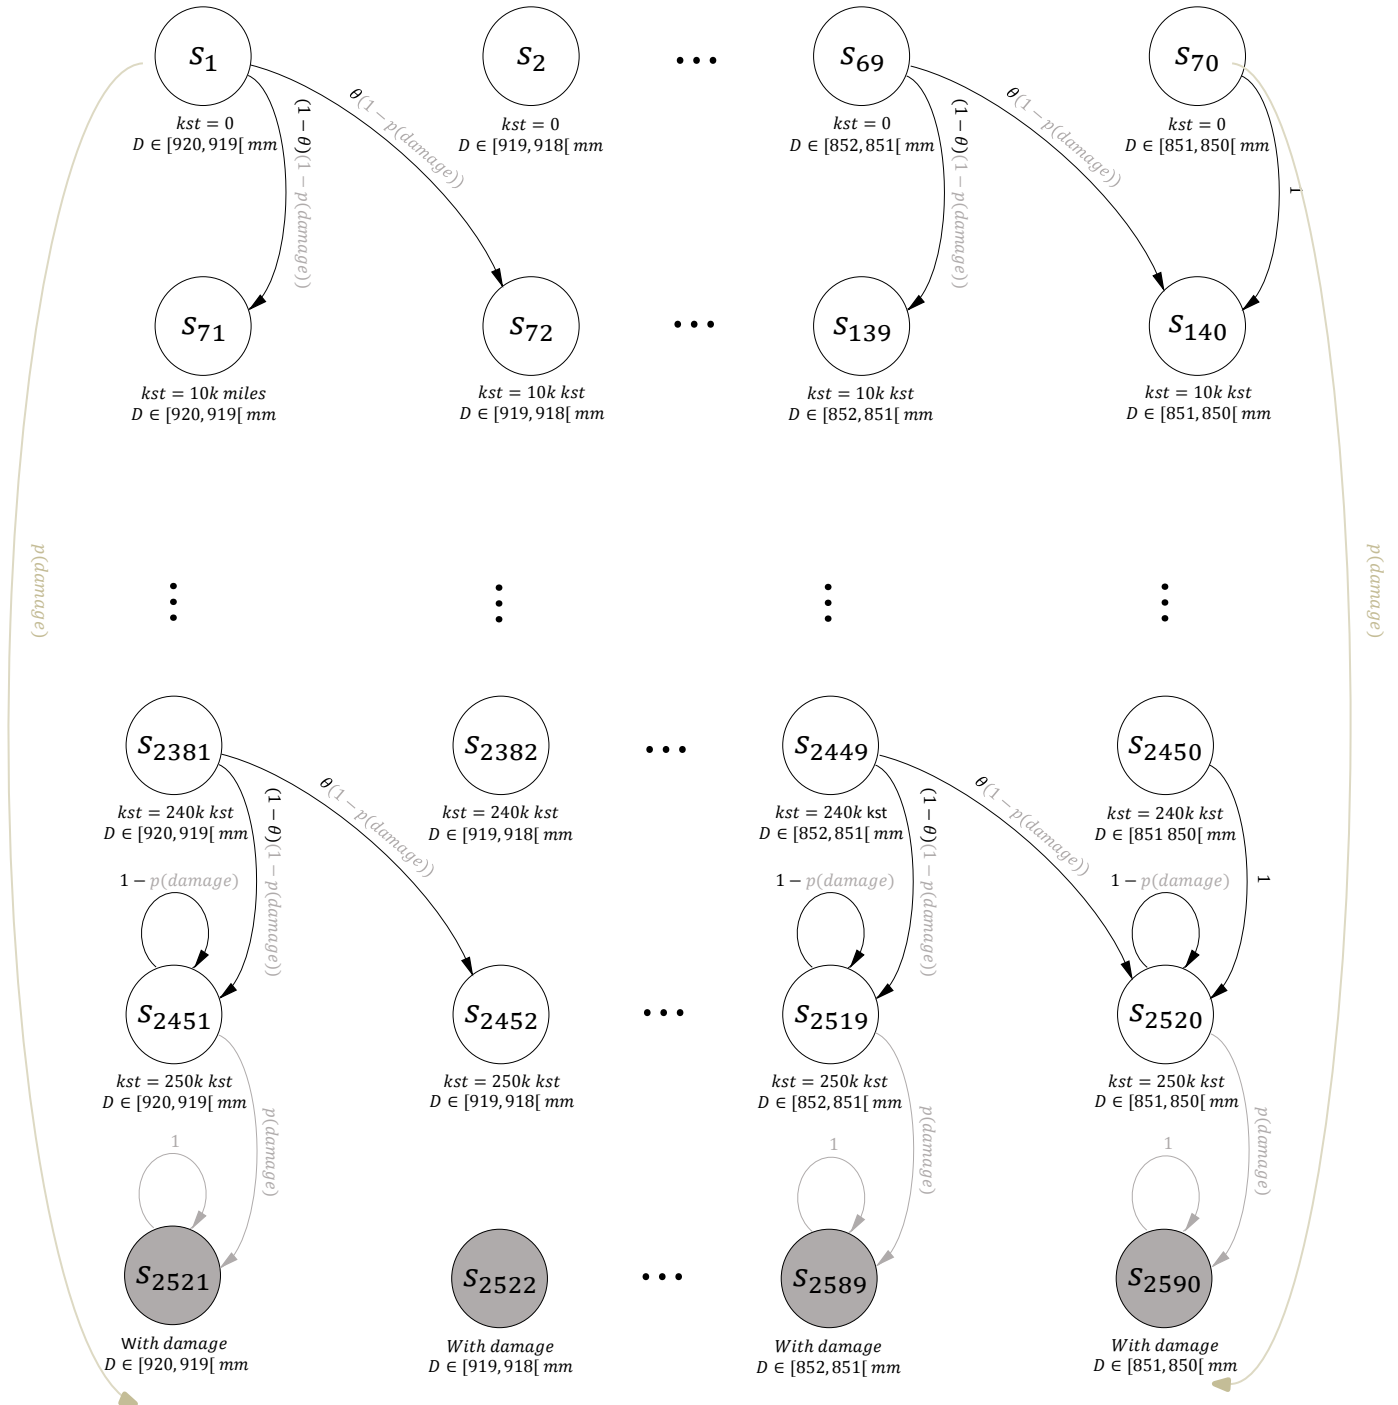 s₁ s₂ ... s₆₉ s₇₀
kst = 0
D ∈ [920, 919[ mm
kst = 0
D ∈ [919, 918[ mm
kst = 0
D ∈ [852, 851[ mm
kst = 0
D ∈ [851, 850[ mm
(1 − θ)(1 − p(damage))
θ(1 − p(damage))
(1 − θ)(1 − p(damage))
θ(1 − p(damage))
1
s₇₁ s₇₂ ... s₁₃₉ s₁₄₀
kst = 10k miles
D ∈ [920, 919[ mm
kst = 10k kst
D ∈ [919, 918[ mm
kst = 10k kst
D ∈ [852, 851[ mm
kst = 10k kst
D ∈ [851, 850[ mm
p(damage)
p(damage)
⋮ ⋮ ⋮ ⋮
s₂₃₈₁ s₂₃₈₂ ... s₂₄₄₉ s₂₄₅₀
kst = 240k kst
D ∈ [920, 919[ mm
kst = 240k kst
D ∈ [919, 918[ mm
kst = 240k kst
D ∈ [852, 851[ mm
kst = 240k kst
D ∈ [851 850[ mm
(1 − θ)(1 − p(damage))
θ(1 − p(damage))
(1 − θ)(1 − p(damage))
θ(1 − p(damage))
1
1 − p(damage)
1 − p(damage)
1 − p(damage)
s₂₄₅₁ s₂₄₅₂ ... s₂₅₁₉ s₂₅₂₀
kst = 250k kst
D ∈ [920, 919[ mm
kst = 250k kst
D ∈ [919, 918[ mm
kst = 250k kst
D ∈ [852, 851[ mm
kst = 250k kst
D ∈ [851, 850[ mm
p(damage)
p(damage)
p(damage)
1
1
1
s₂₅₂₁ s₂₅₂₂ ... s₂₅₈₉ s₂₅₉₀
With damage
D ∈ [920, 919[ mm
With damage
D ∈ [919, 918[ mm
With damage
D ∈ [852, 851[ mm
With damage
D ∈ [851, 850[ mm